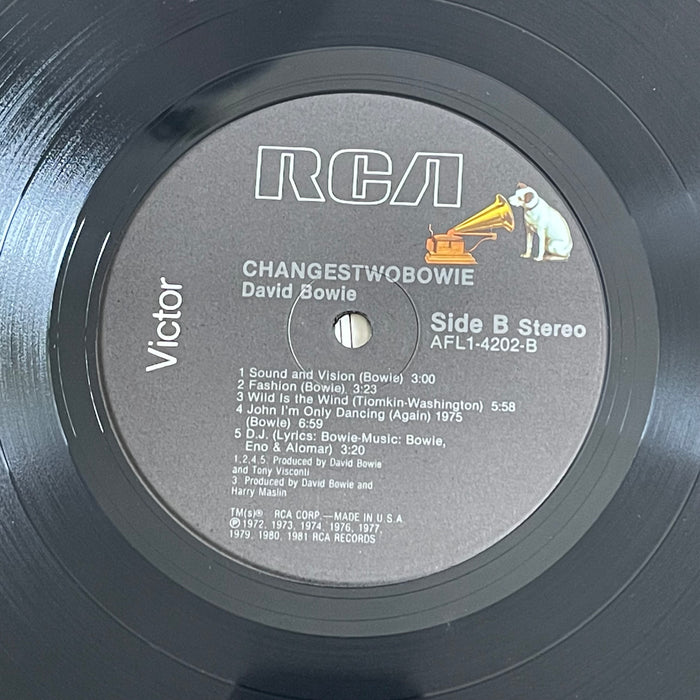 RCA
Victor
CHANGESTWOBOWIE
David Bowie
Side B Stereo
AFL1-4202-B
1 Sound and Vision (Bowie) 3:00
2 Fashion (Bowie) 3:23
3 Wild Is the Wind (Tiomkin-Washington) 5:58
4 John I'm Only Dancing (Again) 1975
(Bowie) 6:59
5 D.J. (Lyrics: Bowie-Music: Bowie,
Eno & Alomar) 3:20
1,2,4,5. Produced by David Bowie
and Tony Visconti
3 Produced by David Bowie and
Harry Maslin
TM(s)® RCA CORP.—MADE IN U.S.A.
℗1972, 1973, 1974, 1976, 1977,
1979, 1980, 1981 RCA RECORDS